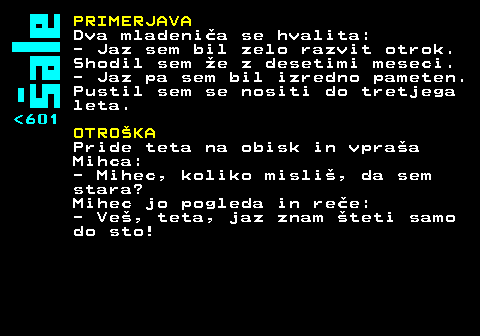 šale
<601
PRIMERJAVA
Dva mladeniča se hvalita:
- Jaz sem bil zelo razvit otrok.
Shodil sem že z desetimi meseci.
- Jaz pa sem bil izredno pameten.
Pustil sem se nositi do tretjega
leta.
OTROŠKA
Pride teta na obisk in vpraša
Mihca:
- Mihec, koliko misliš, da sem
stara?
Mihec jo pogleda in reče:
- Veš, teta, jaz znam šteti samo
do sto!